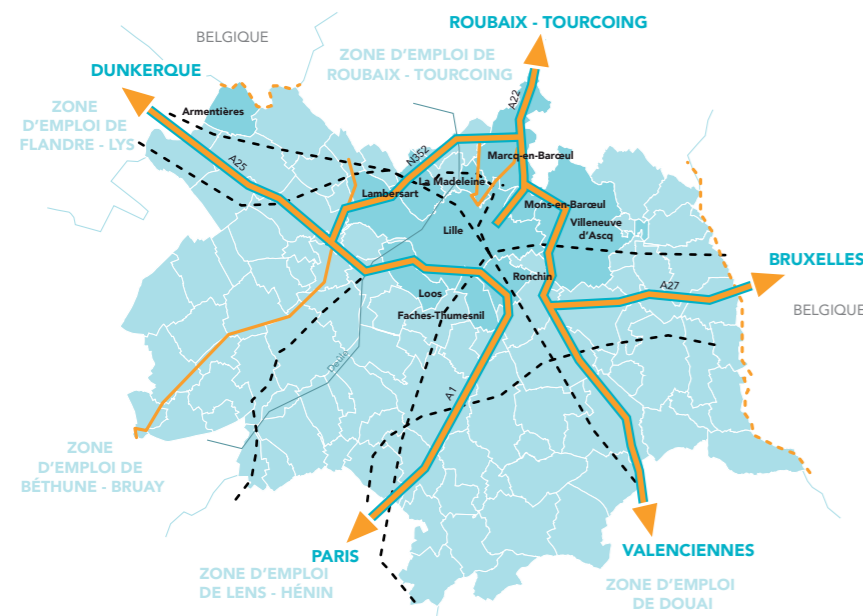 ROUBAIX - TOURCOING
BELGIQUE
ZONE D'EMPLOI DE
ROUBAIX - TOURCOING
DUNKERQUE
ZONE
D'EMPLOI DE
FLANDRE - LYS
Armentières
A22
A25
N352
Marcq-en-Barœul
La Madeleine
Lambersart
Mons-en-Barœul
Villeneuve
d'Ascq
Lille
BRUXELLES
Ronchin
A27
Loos
BELGIQUE
Faches-Thumesnil
Deûle
A1
ZONE
D'EMPLOI DE
BÉTHUNE - BRUAY
PARIS
VALENCIENNES
ZONE D'EMPLOI
DE LENS - HÉNIN
ZONE D'EMPLOI
DE DOUAI